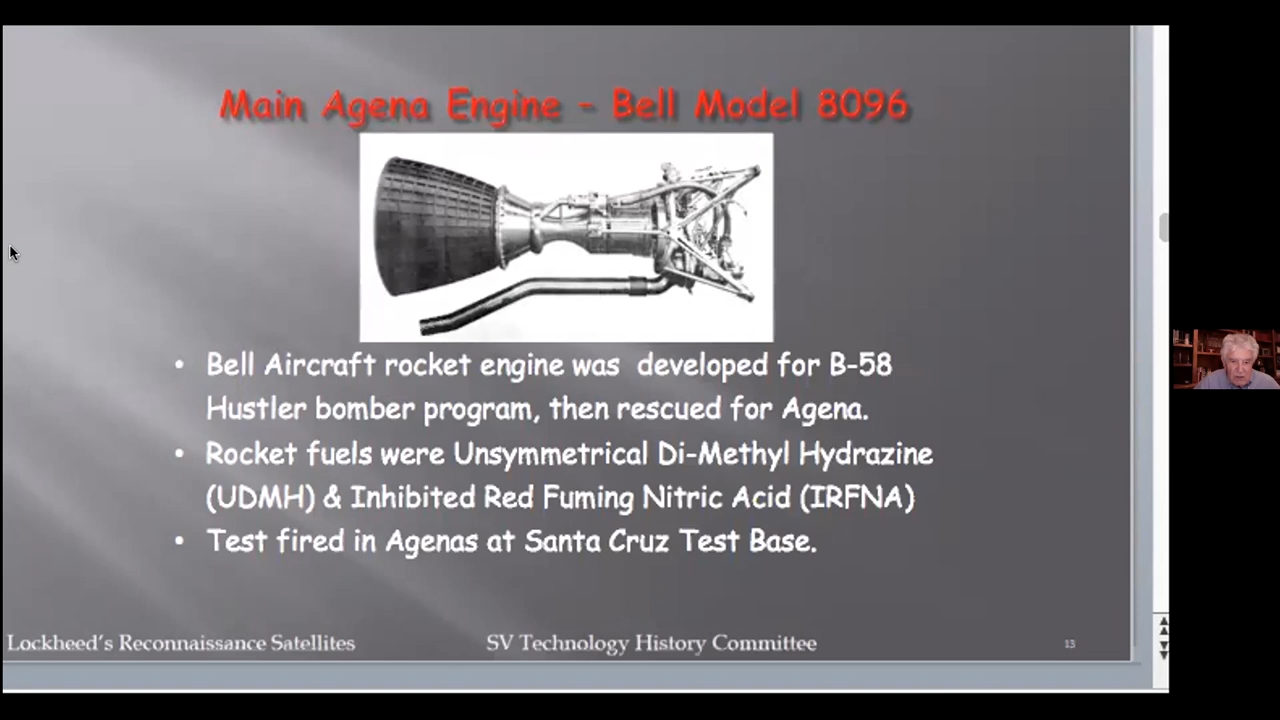 Main Agena Engine - Bell Model 8096
• Bell Aircraft rocket engine was developed for B-58
Hustler bomber program, then rescued for Agena.
• Rocket fuels were Unsymmetrical Di-Methyl Hydrazine
(UDMH) & Inhibited Red Fuming Nitric Acid (IRFNA)
• Test fired in Agenas at Santa Cruz Test Base.
Lockheed's Reconnaissance Satellites SV Technology History Committee 13